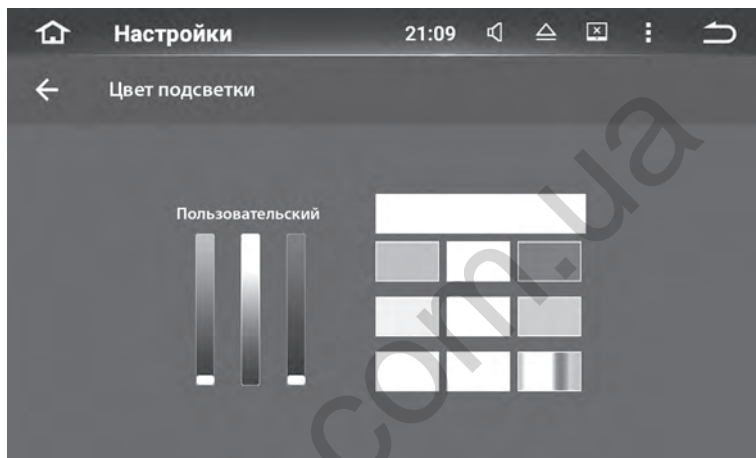 Настройки 21:09
Цвет подсветки
Пользовательский
com.ua